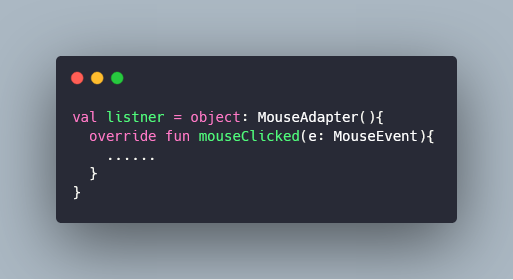 val listner = object: MouseAdapter(){
  override fun mouseClicked(e: MouseEvent){
    ......
  }
}